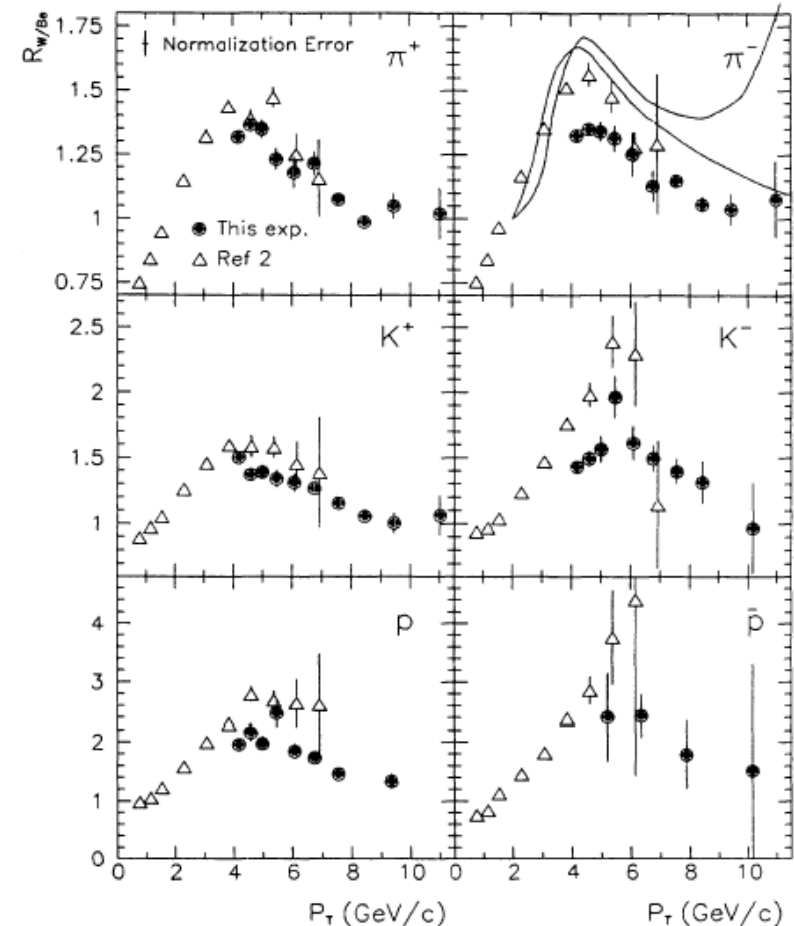 R_W/Be
1.75
Normalization Error
π⁺
π⁻
1.5
1.25
1
This exp.
Ref 2
0.75
2.5
K⁺
K⁻
2
1.5
1
4
p
p̄
3
2
1
0
0 2 4 6 8 10 0 2 4 6 8 10
P_T (GeV/c) P_T (GeV/c)